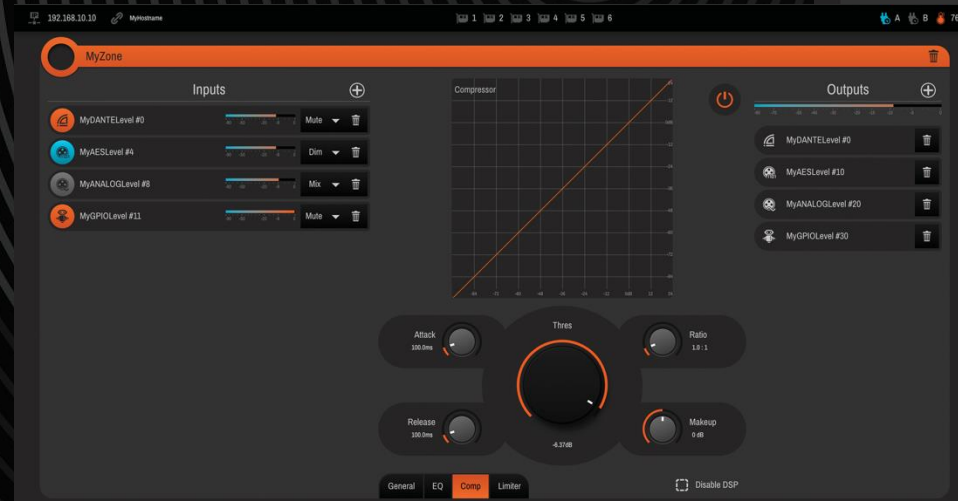 192.168.10.10 MyHostname 1 2 3 4 5 6 A B 76
MyZone
Inputs
MyDANTELevel #0 Mute
MyAESLevel #4 Dim
MyANALOGLevel #8 Mix
MyGPIOLevel #11 Mute
Compressor
Outputs
MyDANTELevel #0
MyAESLevel #10
MyANALOGLevel #20
MyGPIOLevel #30
Attack
100.0ms
Thres
-6.37dB
Ratio
1.0 : 1
Release
100.0ms
Makeup
0 dB
General EQ Comp Limiter
Disable DSP